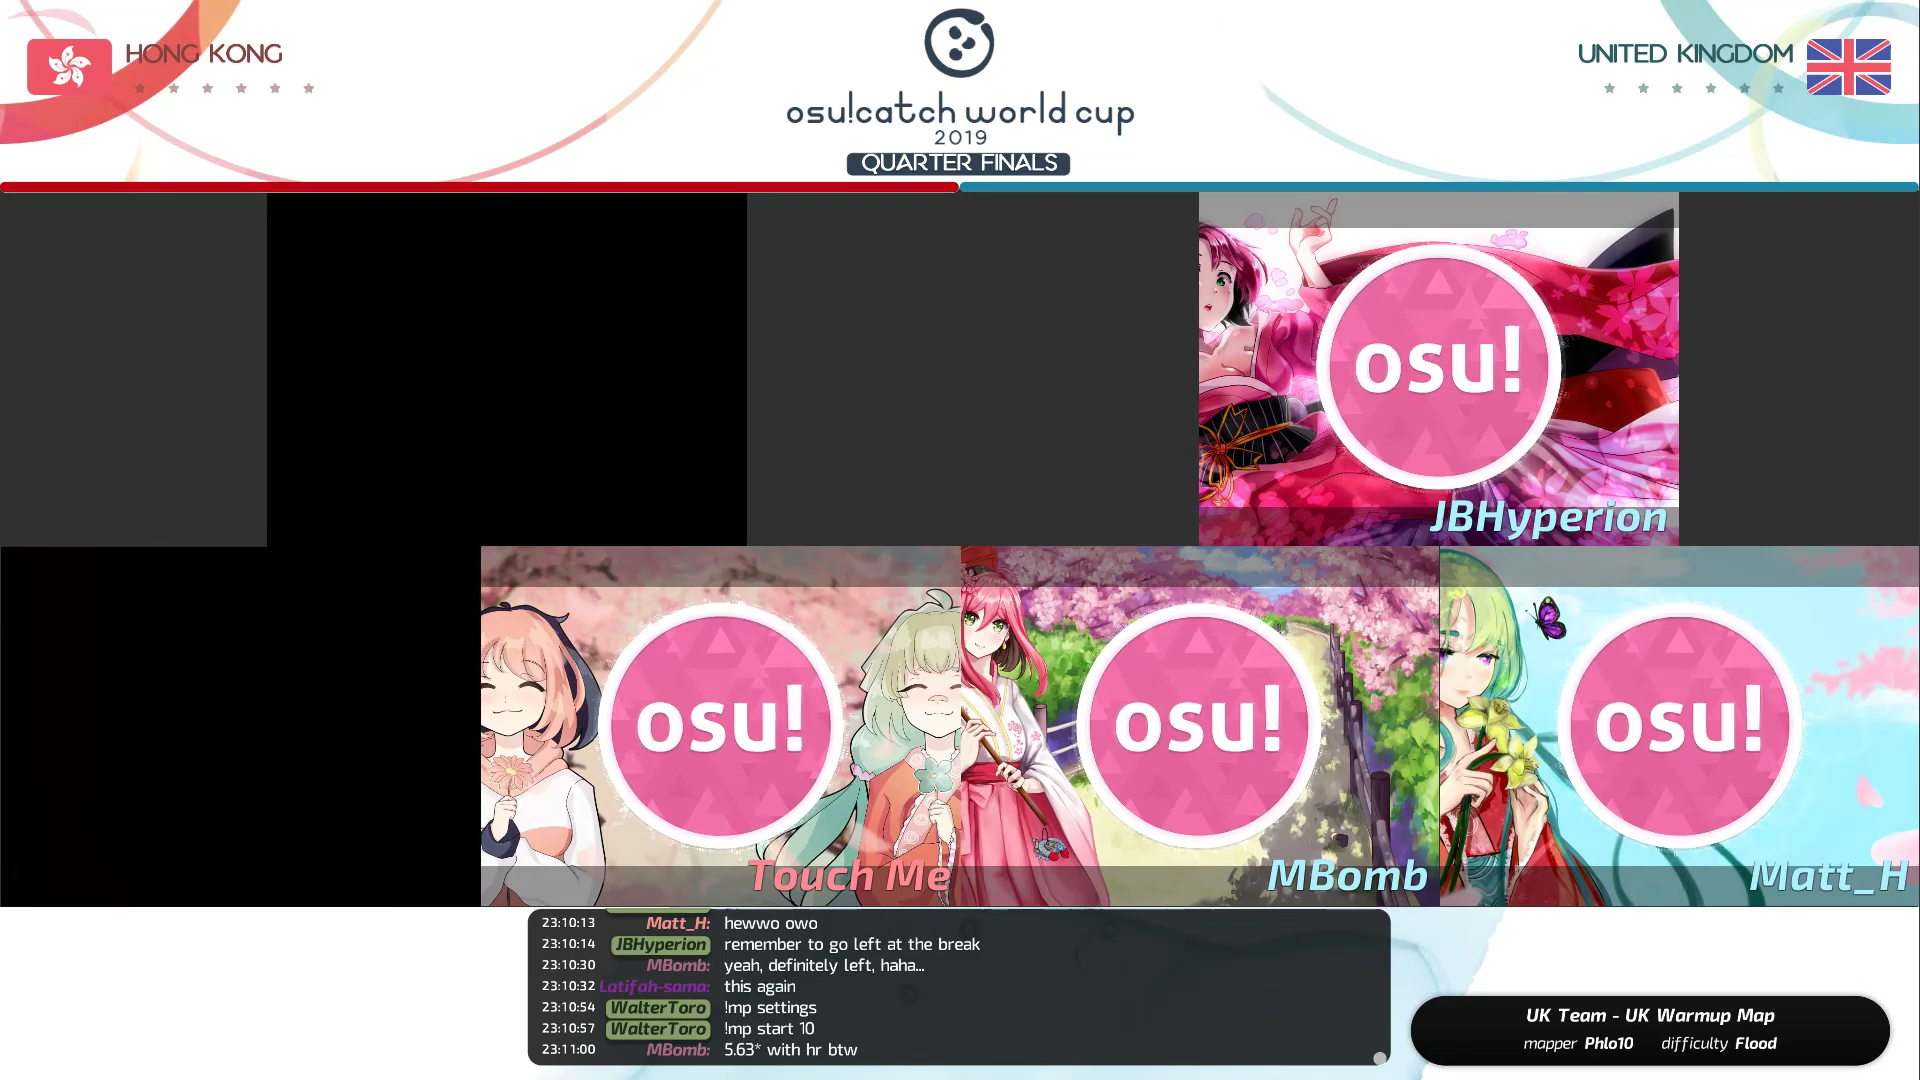 HONG KONG
osu!catch world cup
2019
QUARTER FINALS
UNITED KINGDOM
osu!
JBHyperion
osu!
Touch Me
osu!
MBomb
osu!
Matt_H
23:10:13 Matt_H: hewwo owo
23:10:14 JBHyperion remember to go left at the break
23:10:30 MBomb: yeah, definitely left, haha...
23:10:32 Latifah-sama: this again
23:10:54 WalterToro !mp settings
23:10:57 WalterToro !mp start 10
23:11:00 MBomb: 5.63* with hr btw
UK Team - UK Warmup Map
mapper Phlo10 difficulty Flood